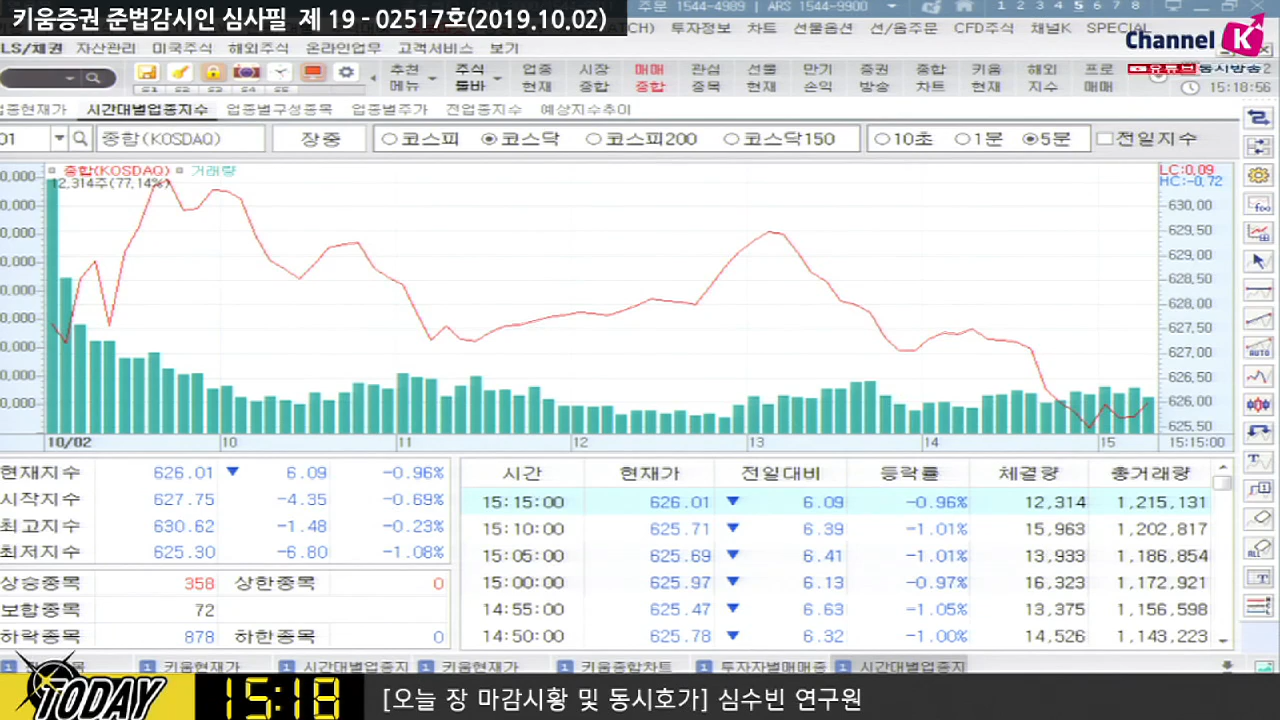 키움증권 준법감시인 심사필 제 19 - 02517호(2019.10.02)
주문 1544-4989 | ARS 1544-9900
1 2 3 4 5 6 7 8
투자정보 차트 선물옵션 선/옵주문 CFD주식 채널K SPECIAL
Channel K
LS/채권 자산관리 미국주식 해외주식 온라인업무 고객서비스 보기
추천 메뉴 주식 툴바 업종 현재 시장 종합 매매 종합 관심 종목 선물 현재 만기 손익 증권 방송 종합 차트 키움 현재 해외 지수 프로 매매
유튜브 동시방송2
15:18:56
업종현재가 시간대별업종지수 업종별구성종목 업종별주가 전업종지수 예상지수추이
01 종합(KOSDAQ) 장중 코스피 코스닥 코스피200 코스닥150 10초 1분 5분 전일지수
종합(KOSDAQ) 거래량
12,314주(77,14%)
LC:0,09
HC:-0,72
630,00
629,50
629,00
628,50
628,00
627,50
627,00
626,50
626,00
625,50
10/02 10 11 12 13 14 15 15:15:00
현재지수 626.01 ▼ 6.09 -0.96%
시작지수 627.75 -4.35 -0.69%
최고지수 630.62 -1.48 -0.23%
최저지수 625.30 -6.80 -1.08%
상승종목 358 상한종목 0
보합종목 72
하락종목 878 하한종목 0
시간 현재가 전일대비 등락률 체결량 총거래량
15:15:00 626.01 ▼ 6.09 -0.96% 12,314 1,215,131
15:10:00 625.71 ▼ 6.39 -1.01% 15,963 1,202,817
15:05:00 625.69 ▼ 6.41 -1.01% 13,933 1,186,854
15:00:00 625.97 ▼ 6.13 -0.97% 16,323 1,172,921
14:55:00 625.47 ▼ 6.63 -1.05% 13,375 1,156,598
14:50:00 625.78 ▼ 6.32 -1.00% 14,526 1,143,223
1 키움현재가 1 시간대별업종지 1 키움현재가 1 키움종합차트 1 투자자별매매종 1 시간대별업종지
TODAY 15:18 [오늘 장 마감시황 및 동시호가] 심수빈 연구원